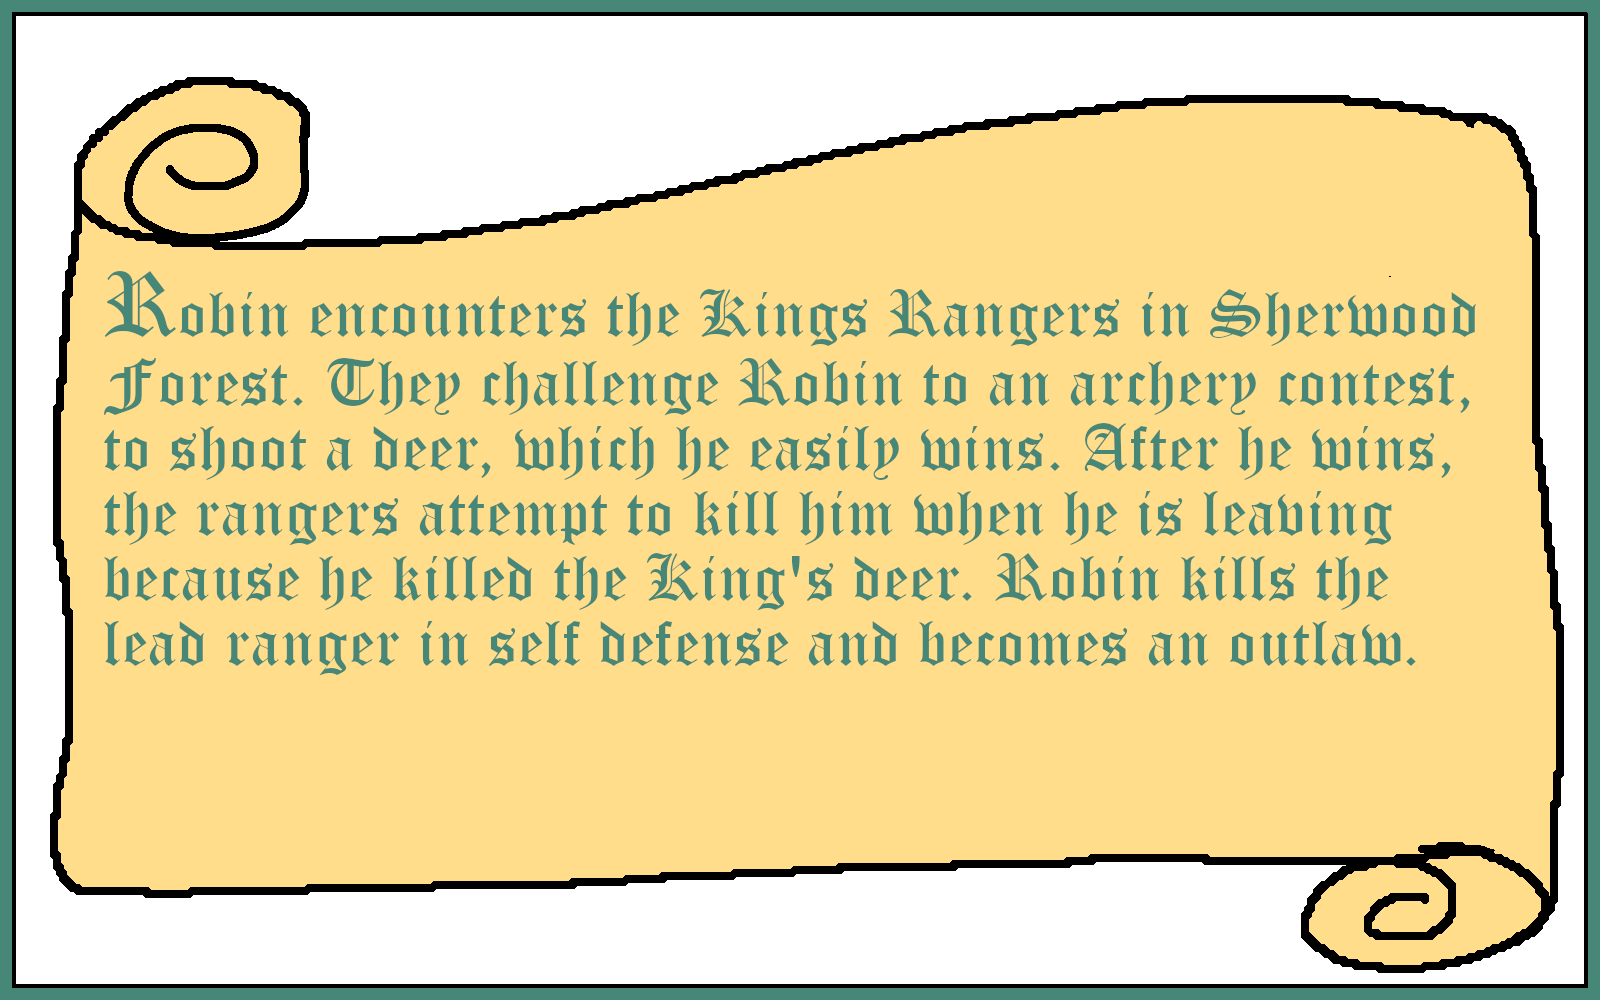 Robin encounters the Kings Rangers in Sherwood
Forest. They challenge Robin to an archery contest,
to shoot a deer, which he easily wins. After he wins,
the rangers attempt to kill him when he is leaving
because he killed the King's deer. Robin kills the
lead ranger in self defense and becomes an outlaw.